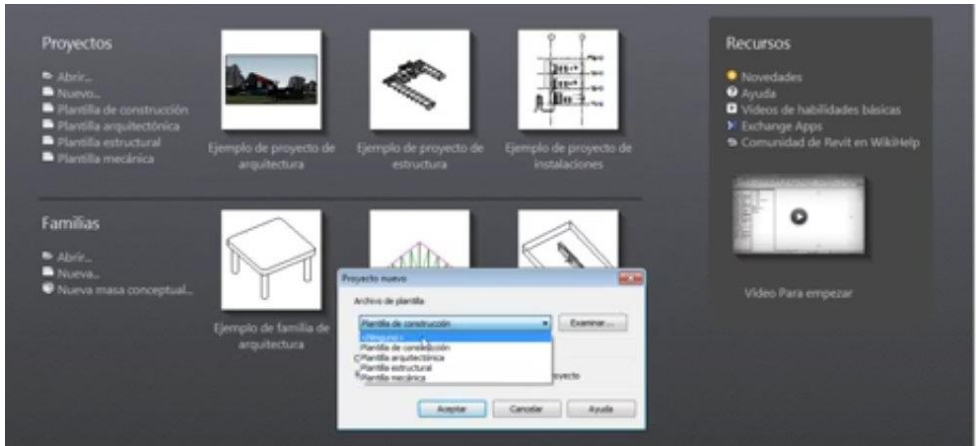 Proyectos
Abrir...
Nuevo...
Plantilla de construcción
Plantilla arquitectónica
Plantilla estructural
Plantilla mecánica
Ejemplo de proyecto de
arquitectura
Ejemplo de proyecto de
estructura
Ejemplo de proyecto de
instalaciones
Familias
Abrir...
Nueva...
Nueva masa conceptual...
Ejemplo de familia de
arquitectura
Proyecto nuevo
Archivo de plantilla
Plantilla de construcción
Examinar...
<Ninguno>
Plantilla de construcción
Plantilla arquitectónica
Plantilla estructural
Plantilla mecánica
Aceptar
Cancelar
Ayuda
Recursos
Novedades
Ayuda
Vídeos de habilidades básicas
Exchange Apps
Comunidad de Revit en WikiHelp
Vídeo Para empezar